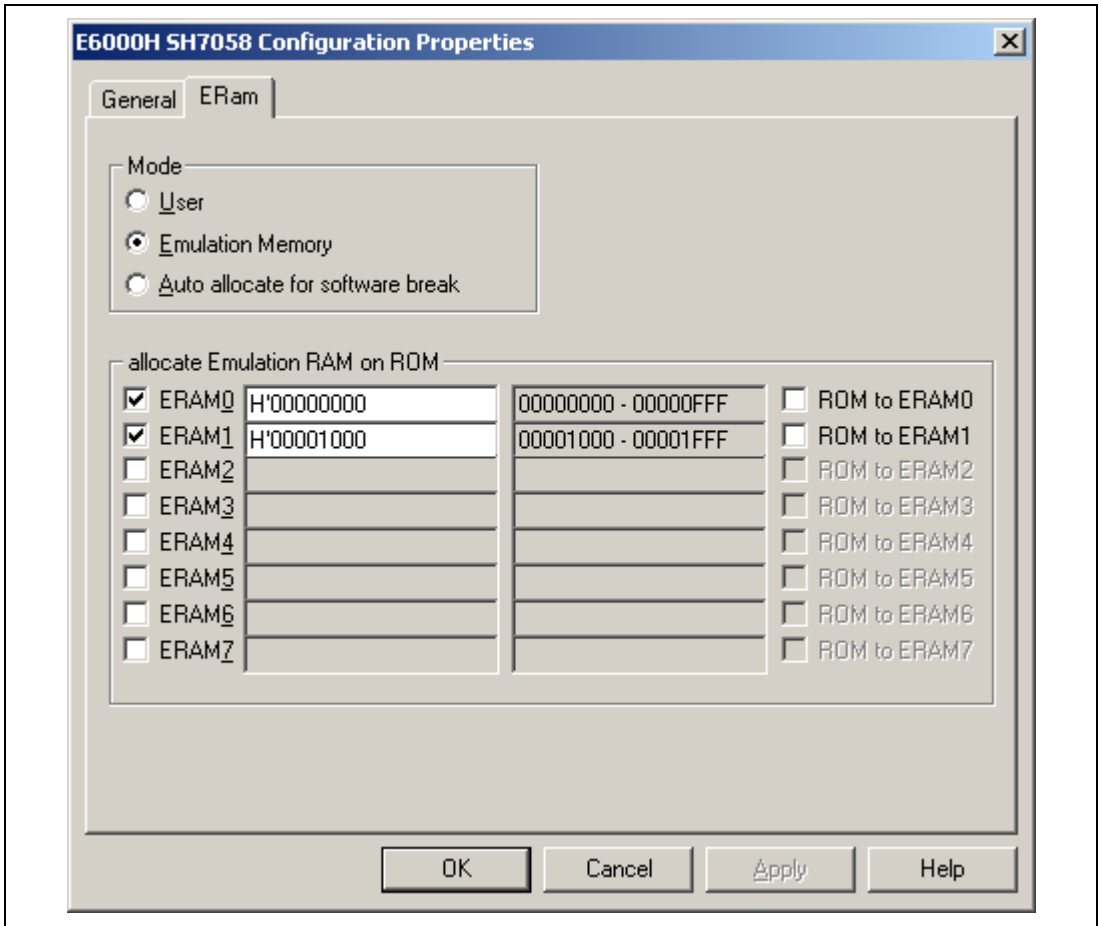 E6000H SH7058 Configuration Properties
General ERam
Mode
User
Emulation Memory
Auto allocate for software break
allocate Emulation RAM on ROM
ERAM0 H'00000000 00000000 - 00000FFF ROM to ERAM0
ERAM1 H'00001000 00001000 - 00001FFF ROM to ERAM1
ERAM2 ROM to ERAM2
ERAM3 ROM to ERAM3
ERAM4 ROM to ERAM4
ERAM5 ROM to ERAM5
ERAM6 ROM to ERAM6
ERAM7 ROM to ERAM7
OK Cancel Apply Help